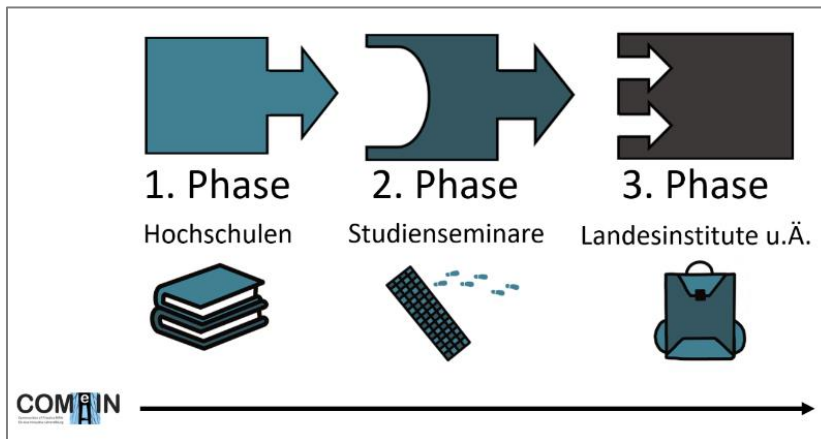 1. Phase
2. Phase
3. Phase
Hochschulen
Studienseminare
Landesinstitute u.Ä.
COMeIN